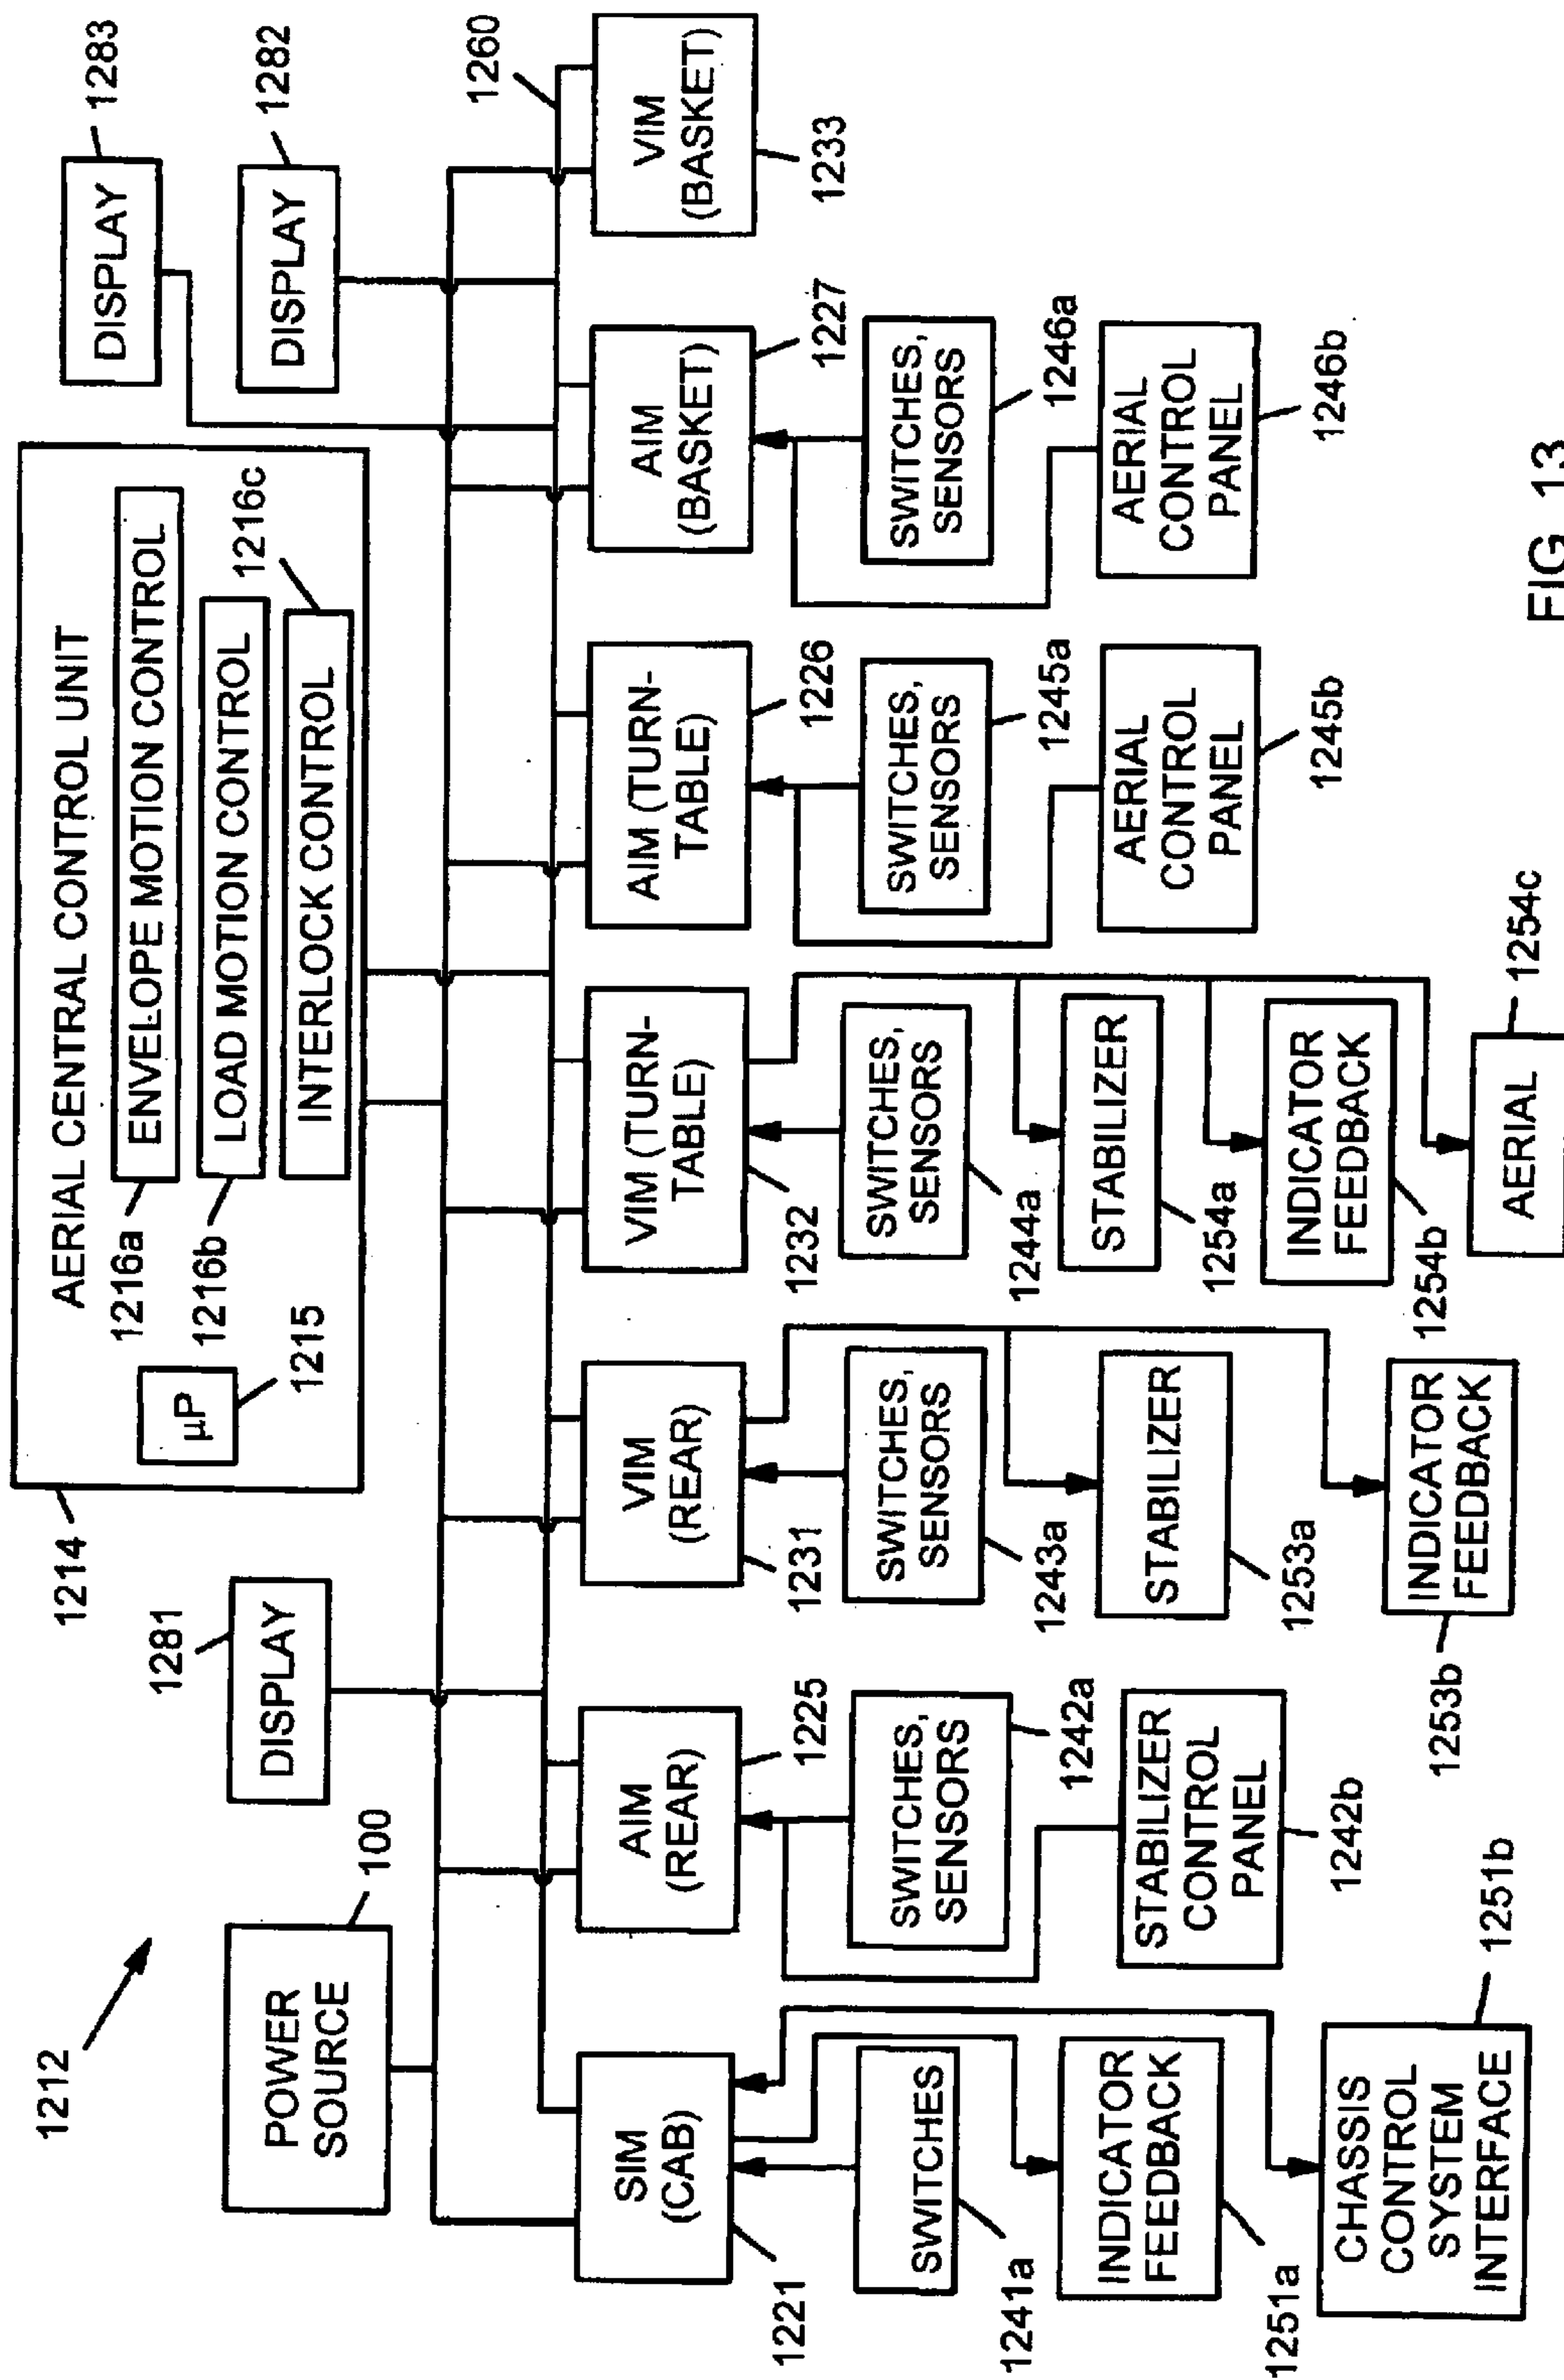 1212
POWER
SOURCE
100
DISPLAY
1281
1214
AERIAL CENTRAL CONTROL UNIT
µP
1215
ENVELOPE MOTION CONTROL
1216a
LOAD MOTION CONTROL
1216b
INTERLOCK CONTROL
1216c
DISPLAY
1283
DISPLAY
1282
1260
SIM
(CAB)
1221
AIM
(REAR)
1225
VIM
(REAR)
1231
VIM (TURN-
TABLE)
1232
AIM (TURN-
TABLE)
1226
AIM
(BASKET)
1227
VIM
(BASKET)
1233
SWITCHES
1241a
SWITCHES,
SENSORS
1242a
SWITCHES,
SENSORS
1243a
SWITCHES,
SENSORS
1244a
SWITCHES,
SENSORS
1245a
SWITCHES,
SENSORS
1246a
INDICATOR
FEEDBACK
1251a
STABILIZER
CONTROL
PANEL
1242b
STABILIZER
1253a
STABILIZER
1254a
AERIAL
CONTROL
PANEL
1245b
AERIAL
CONTROL
PANEL
1246b
CHASSIS
CONTROL
SYSTEM
INTERFACE
1251b
INDICATOR
FEEDBACK
1253b
INDICATOR
FEEDBACK
1254b
AERIAL
1254c
FIG. 13